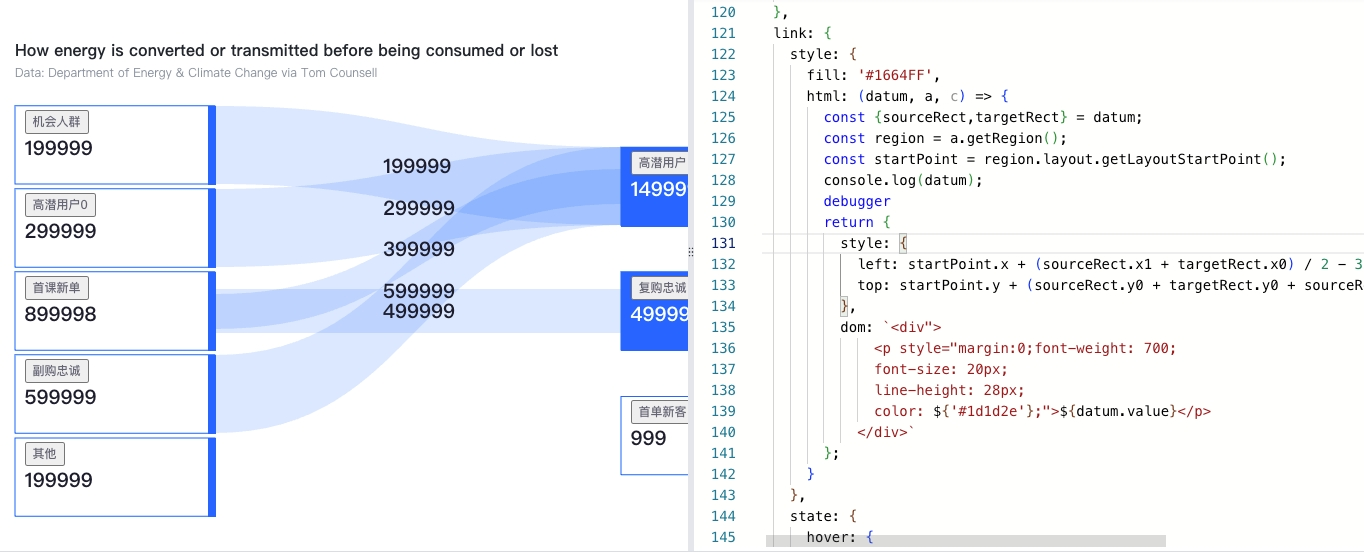 How energy is converted or transmitted before being consumed or lost
Data: Department of Energy & Climate Change via Tom Counsell
机会人群
199999
高潜用户0
299999
首课新单
899998
副购忠诚
599999
其他
199999
199999
299999
399999
599999
499999
高潜用户
14999
复购忠诚
49999
首单新客
999
120 },
121 link: {
122 style: {
123 fill: '#1664FF',
124 html: (datum, a, c) => {
125 const {sourceRect,targetRect} = datum;
126 const region = a.getRegion();
127 const startPoint = region.layout.getLayoutStartPoint();
128 console.log(datum);
129 debugger
130 return {
131 style: {
132 left: startPoint.x + (sourceRect.x1 + targetRect.x0) / 2 - 3
133 top: startPoint.y + (sourceRect.y0 + targetRect.y0 + sourceR
134 },
135 dom: `<div">
136 <p style="margin:0;font-weight: 700;
137 font-size: 20px;
138 line-height: 28px;
139 color: ${'#1d1d2e'};">${datum.value}</p>
140 </div>`
141 };
142 }
143 },
144 state: {
145 hover: {